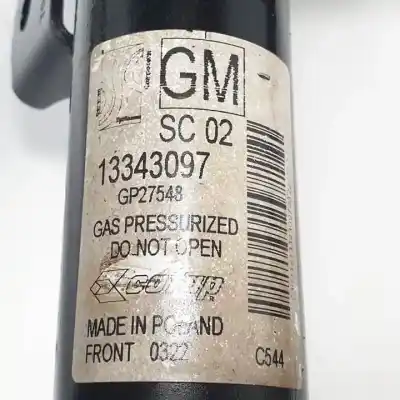 GM
SC 02
13343097
GP27548
GAS PRESSURIZED
DO NOT OPEN
MADE IN POLAND
FRONT 0322
C544